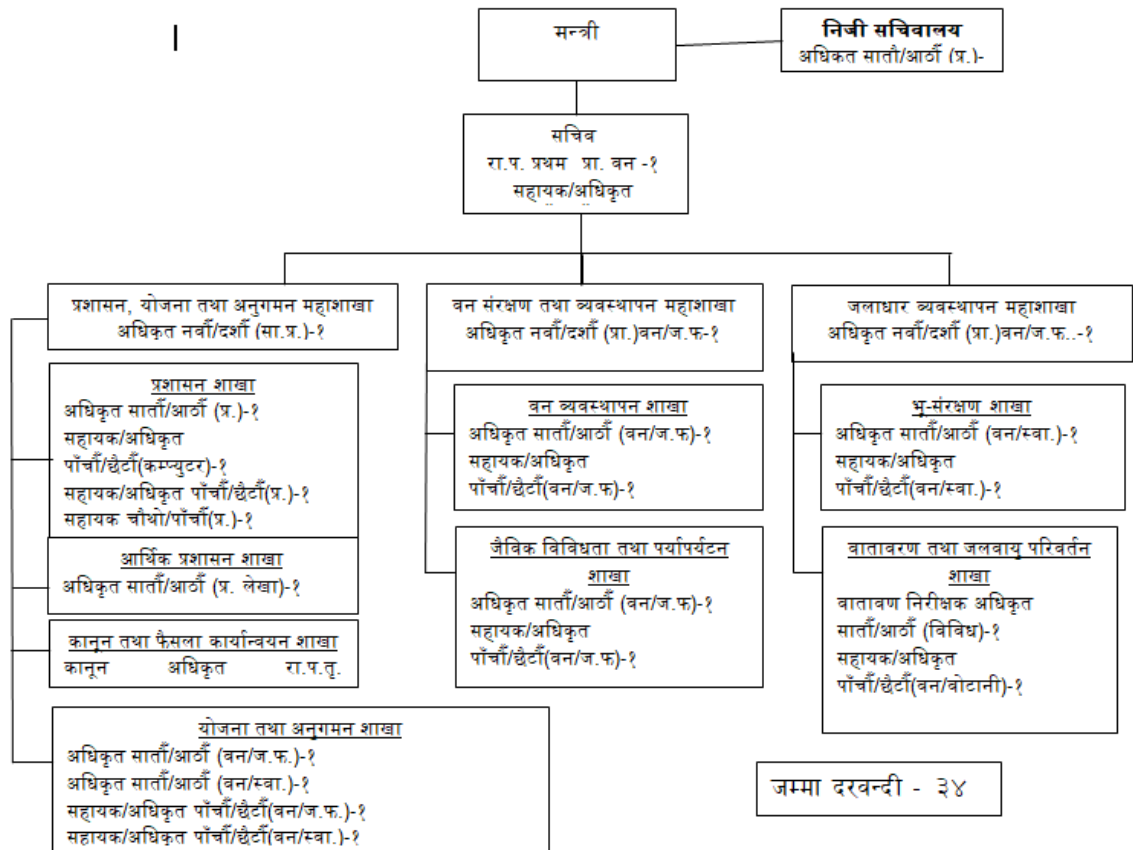 मन्त्री
निजी सचिवालय
अधिकत सातौ/आठौँ (प्र.)-
सचिव
रा.प. प्रथम प्रा. वन -१
सहायक/अधिकृत
प्रशासन, योजना तथा अनुगमन महाशाखा
अधिकृत नवौँ/दशौँ (सा.प्र.)-१
वन संरक्षण तथा व्यवस्थापन महाशाखा
अधिकृत नवौँ/दशौँ (प्रा.)वन/ज.फ-१
जलाधार व्यवस्थापन महाशाखा
अधिकृत नवौँ/दशौँ (प्रा.)वन/ज.फ..-१
प्रशासन शाखा
अधिकृत सातौँ/आठौँ (प्र.)-१
सहायक/अधिकृत
पाँचौँ/छैटौँ(कम्प्युटर)-१
सहायक/अधिकृत पाँचौँ/छैटौँ(प्र.)-१
सहायक चौथो/पाँचौँ(प्र.)-१
आर्थिक प्रशासन शाखा
अधिकृत सातौँ/आठौँ (प्र. लेखा)-१
कानून तथा फैसला कार्यान्वयन शाखा
कानून अधिकृत रा.प.तृ.
योजना तथा अनुगमन शाखा
अधिकृत सातौँ/आठौँ (वन/ज.फ.)-१
अधिकृत सातौँ/आठौँ (वन/स्वा.)-१
सहायक/अधिकृत पाँचौँ/छैटौँ(वन/ज.फ.)-१
सहायक/अधिकृत पाँचौँ/छैटौँ(वन/स्वा.)-१
वन व्यवस्थापन शाखा
अधिकृत सातौँ/आठौँ (वन/ज.फ)-१
सहायक/अधिकृत
पाँचौँ/छैटौँ(वन/ज.फ)-१
जैविक विविधता तथा पर्यापर्यटन
शाखा
अधिकृत सातौँ/आठौँ (वन/ज.फ)-१
सहायक/अधिकृत
पाँचौँ/छैटौँ(वन/ज.फ)-१
भू-संरक्षण शाखा
अधिकृत सातौँ/आठौँ (वन/स्वा.)-१
सहायक/अधिकृत
पाँचौँ/छैटौँ(वन/स्वा.)-१
वातावरण तथा जलवायु परिवर्तन
शाखा
वातावण निरीक्षक अधिकृत
सातौँ/आठौँ (विविध)-१
सहायक/अधिकृत
पाँचौँ/छैटौँ(वन/वोटानी)-१
जम्मा दरवन्दी - ३४